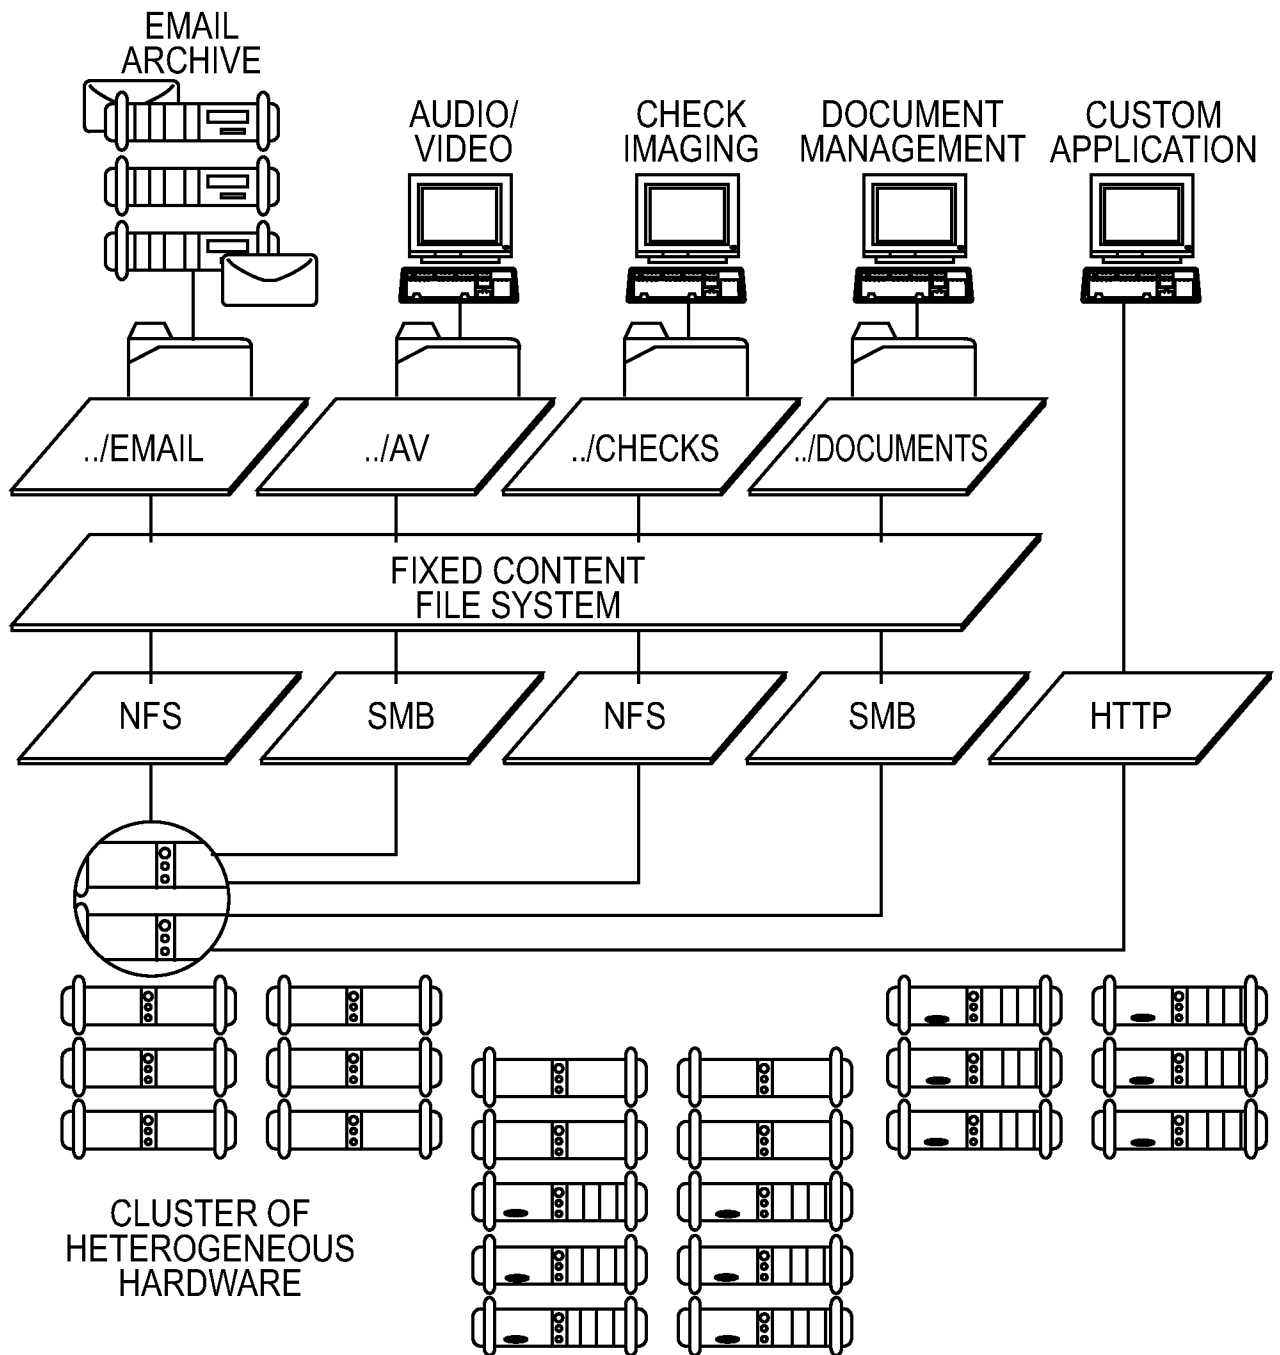 EMAIL
ARCHIVE
AUDIO/
VIDEO
CHECK
IMAGING
DOCUMENT
MANAGEMENT
CUSTOM
APPLICATION
../EMAIL
../AV
../CHECKS
../DOCUMENTS
FIXED CONTENT
FILE SYSTEM
NFS
SMB
NFS
SMB
HTTP
CLUSTER OF
HETEROGENEOUS
HARDWARE